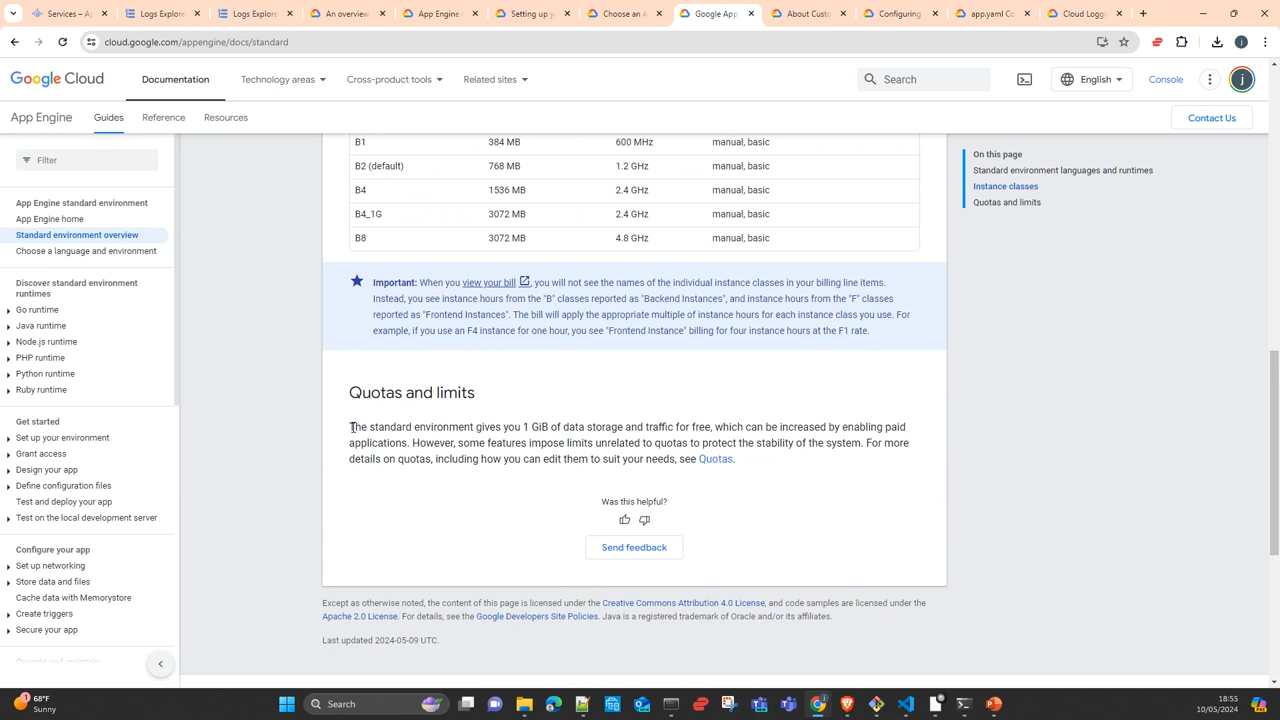 Services – A
Logs Explore
Logs Explore
An overview
App Engine
Setting up y
Choose an A
Google App
About Custo
Configuring
app.yaml Co
Cloud Loggi
cloud.google.com/appengine/docs/standard
Google Cloud
Documentation
Technology areas
Cross-product tools
Related sites
Search
English
Console
j
App Engine
Guides
Reference
Resources
Contact Us
Filter
App Engine standard environment
App Engine home
Standard environment overview
Choose a language and environment
Discover standard environment
runtimes
Go runtime
Java runtime
Node.js runtime
PHP runtime
Python runtime
Ruby runtime
Get started
Set up your environment
Grant access
Design your app
Define configuration files
Test and deploy your app
Test on the local development server
Configure your app
Set up networking
Store data and files
Cache data with Memorystore
Create triggers
Secure your app
Operate and maintain
B1 384 MB 600 MHz manual, basic
B2 (default) 768 MB 1.2 GHz manual, basic
B4 1536 MB 2.4 GHz manual, basic
B4_1G 3072 MB 2.4 GHz manual, basic
B8 3072 MB 4.8 GHz manual, basic
Important: When you view your bill , you will not see the names of the individual instance classes in your billing line items.
Instead, you see instance hours from the "B" classes reported as "Backend Instances", and instance hours from the "F" classes
reported as "Frontend Instances". The bill will apply the appropriate multiple of instance hours for each instance class you use. For
example, if you use an F4 instance for one hour, you see "Frontend Instance" billing for four instance hours at the F1 rate.
Quotas and limits
The standard environment gives you 1 GiB of data storage and traffic for free, which can be increased by enabling paid
applications. However, some features impose limits unrelated to quotas to protect the stability of the system. For more
details on quotas, including how you can edit them to suit your needs, see Quotas.
Was this helpful?
Send feedback
Except as otherwise noted, the content of this page is licensed under the Creative Commons Attribution 4.0 License, and code samples are licensed under the
Apache 2.0 License. For details, see the Google Developers Site Policies. Java is a registered trademark of Oracle and/or its affiliates.
Last updated 2024-05-09 UTC.
On this page
Standard environment languages and runtimes
Instance classes
Quotas and limits
1
68°F
Sunny
Search
18:55
10/05/2024